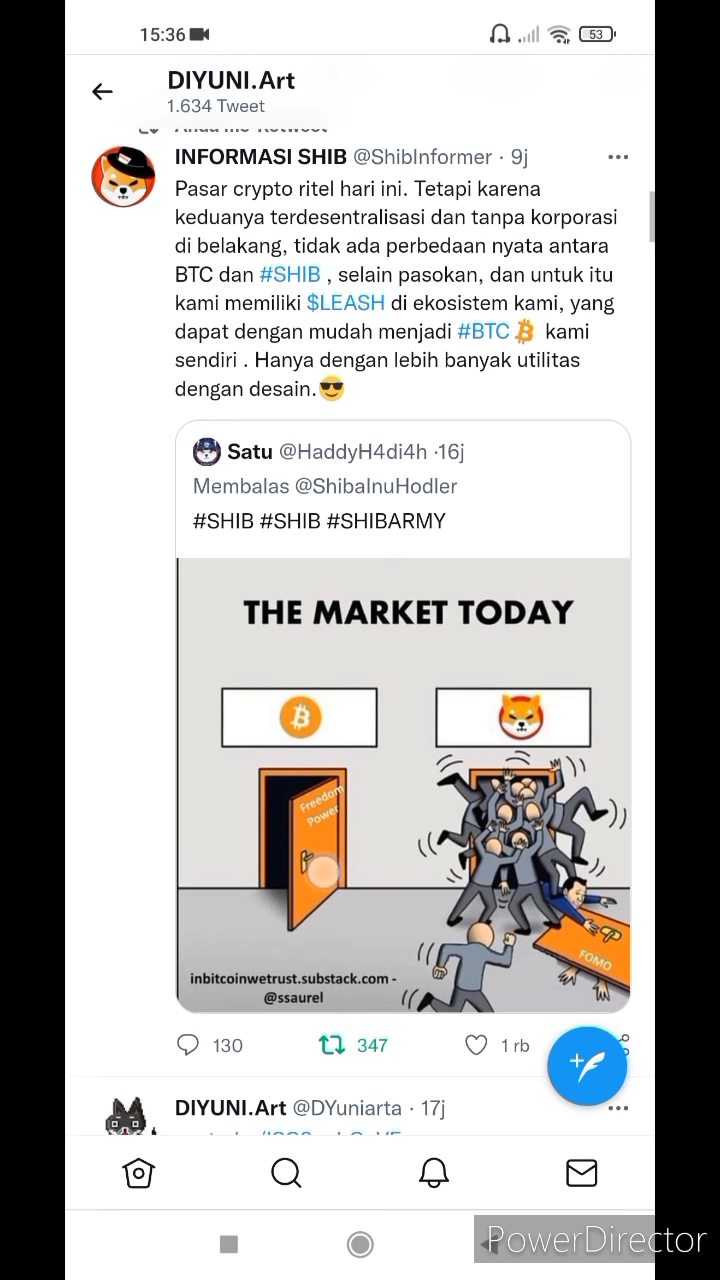 15:36
53
DIYUNI.Art
1.634 Tweet
Anda me-Retweet
INFORMASI SHIB @ShibInformer · 9j
Pasar crypto ritel hari ini. Tetapi karena
keduanya terdesentralisasi dan tanpa korporasi
di belakang, tidak ada perbedaan nyata antara
BTC dan #SHIB , selain pasokan, dan untuk itu
kami memiliki $LEASH di ekosistem kami, yang
dapat dengan mudah menjadi #BTC kami
sendiri . Hanya dengan lebih banyak utilitas
dengan desain.😎
Satu @HaddyH4di4h ·16j
Membalas @ShibaInuHodler
#SHIB #SHIB #SHIBARMY
THE MARKET TODAY
Freedom
Power
FOMO
inbitcoinwetrust.substack.com -
@ssaurel
130
347
1 rb
DIYUNI.Art @DYuniarta · 17j
PowerDirector